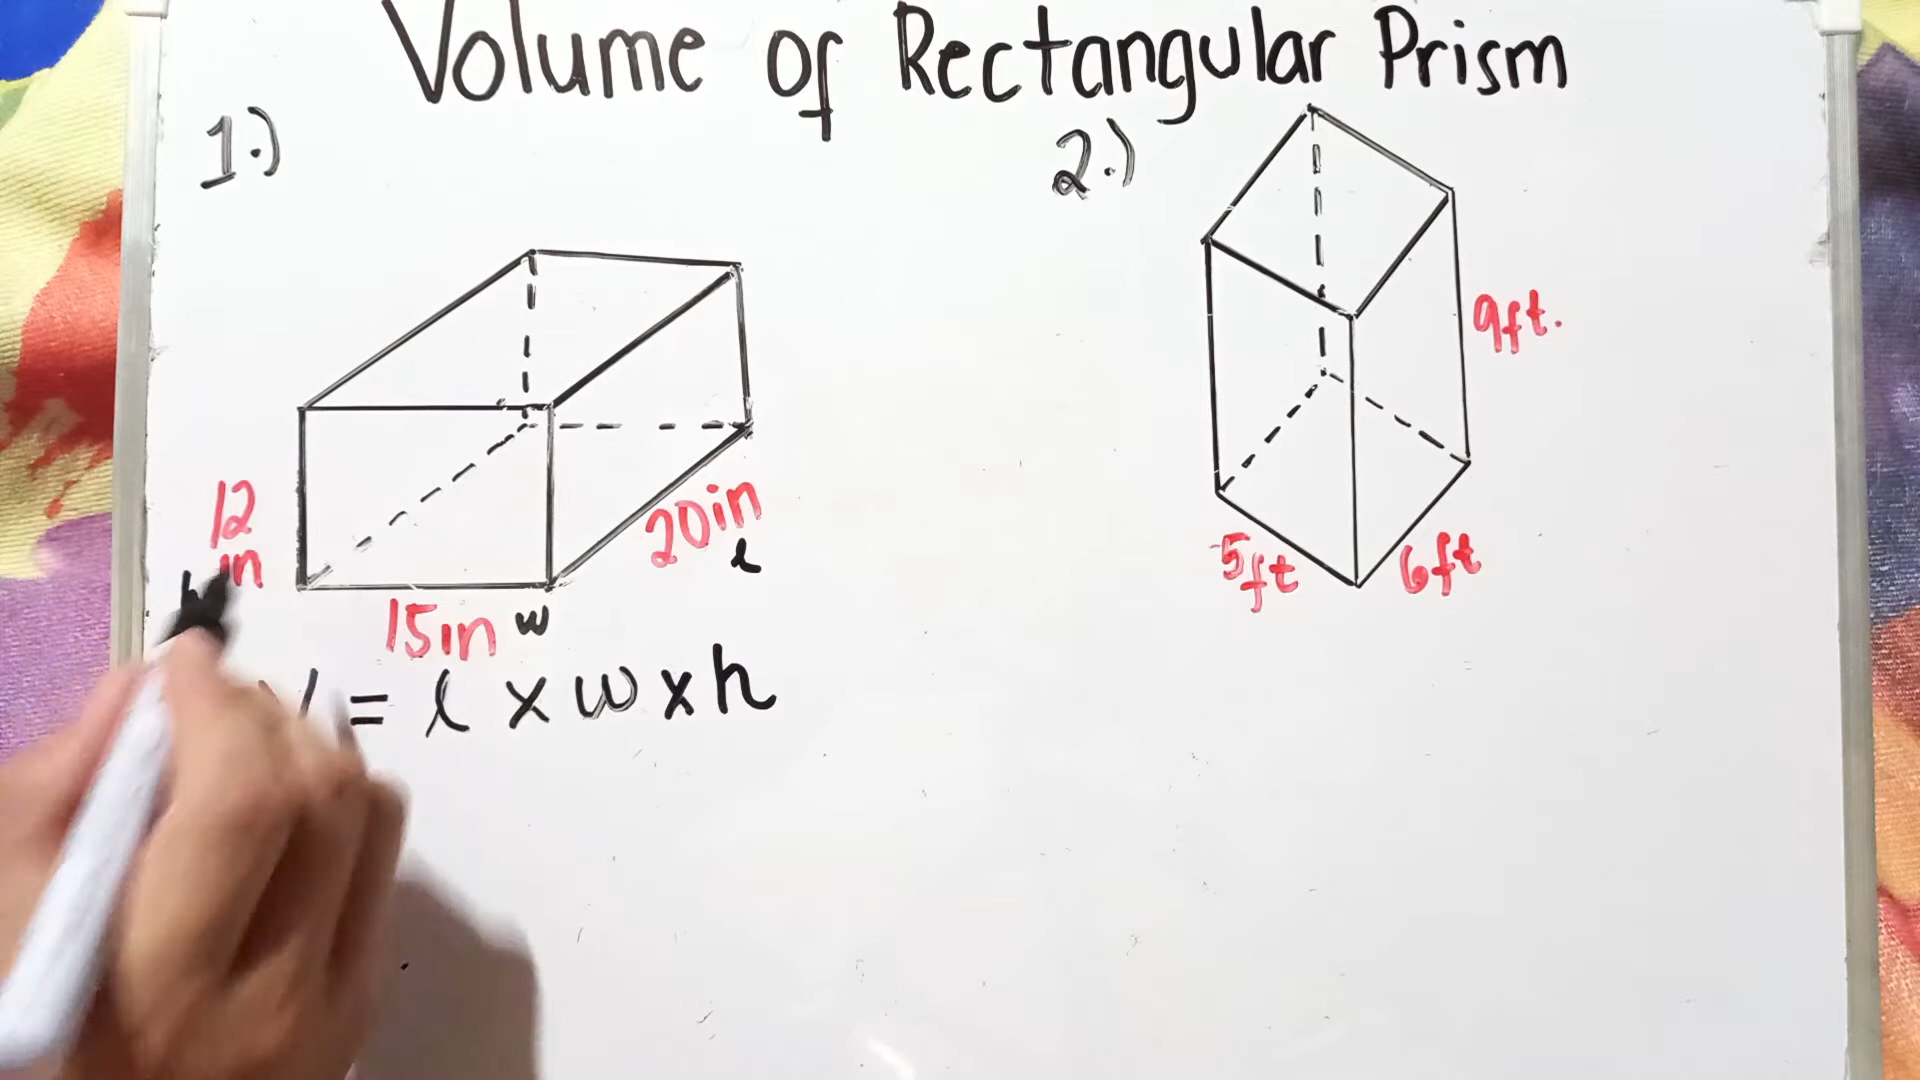 Volume of Rectangular Prism
1.)
12
in
h
15in w
20in
l
V = l x w x h
2.)
9ft.
5ft
6ft